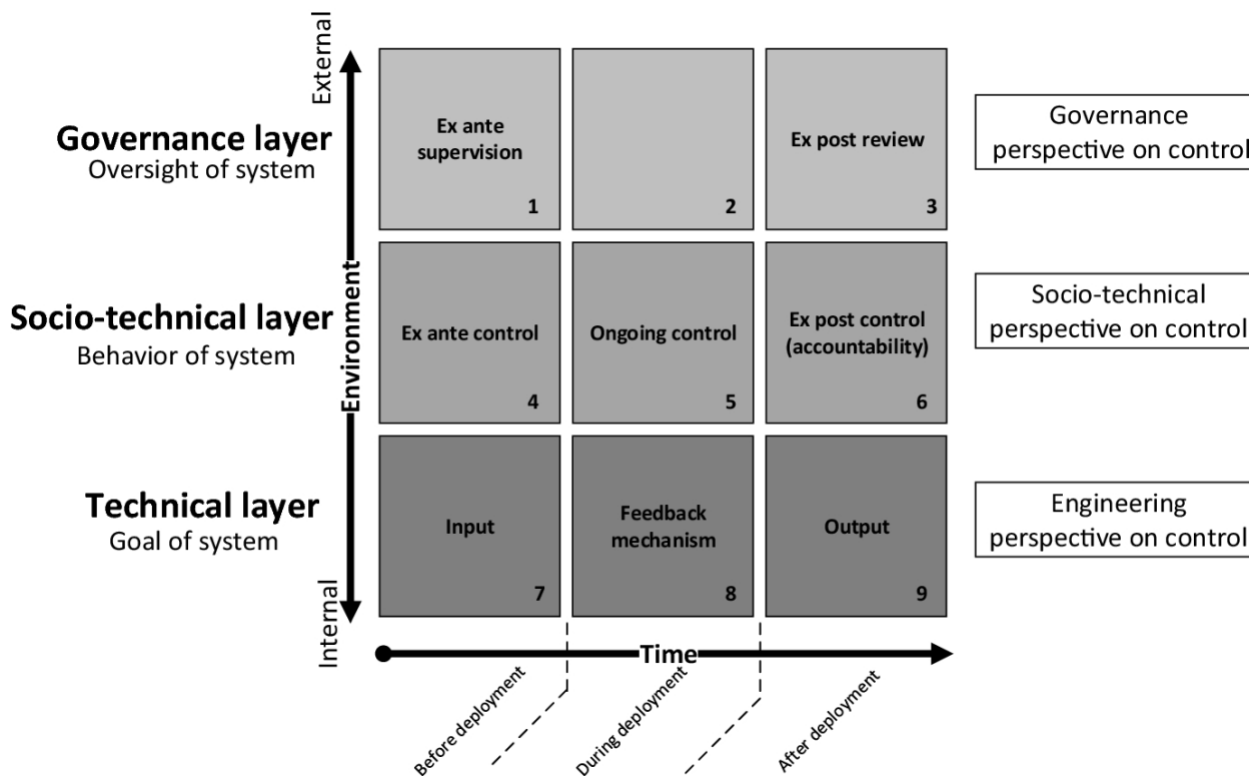 External
Governance layer
Oversight of system
Ex ante
supervision
1
2
Ex post review
3
Governance
perspective on control
Environment
Socio-technical layer
Behavior of system
Ex ante control
4
Ongoing control
5
Ex post control
(accountability)
6
Socio-technical
perspective on control
Technical layer
Goal of system
Input
7
Feedback
mechanism
8
Output
9
Engineering
perspective on control
Internal
Time
Before deployment
During deployment
After deployment